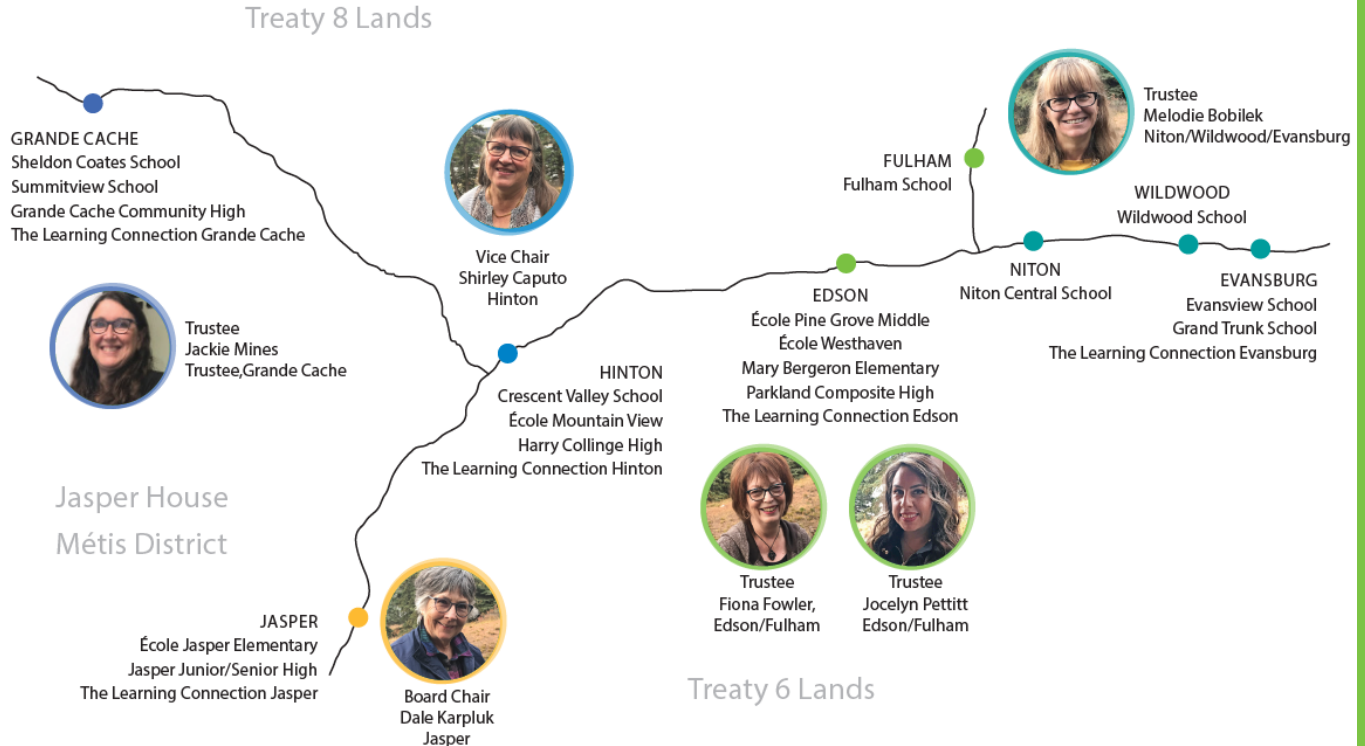 Treaty 8 Lands
GRANDE CACHE
Sheldon Coates School
Summitview School
Grande Cache Community High
The Learning Connection Grande Cache
Trustee
Jackie Mines
Trustee,Grande Cache
Vice Chair
Shirley Caputo
Hinton
HINTON
Crescent Valley School
École Mountain View
Harry Collinge High
The Learning Connection Hinton
FULHAM
Fulham School
Trustee
Melodie Bobilek
Niton/Wildwood/Evansburg
WILDWOOD
Wildwood School
NITON
Niton Central School
EVANSBURG
Evansview School
Grand Trunk School
The Learning Connection Evansburg
EDSON
École Pine Grove Middle
École Westhaven
Mary Bergeron Elementary
Parkland Composite High
The Learning Connection Edson
Trustee
Fiona Fowler,
Edson/Fulham
Trustee
Jocelyn Pettitt
Edson/Fulham
Jasper House
Métis District
JASPER
École Jasper Elementary
Jasper Junior/Senior High
The Learning Connection Jasper
Board Chair
Dale Karpluk
Jasper
Treaty 6 Lands